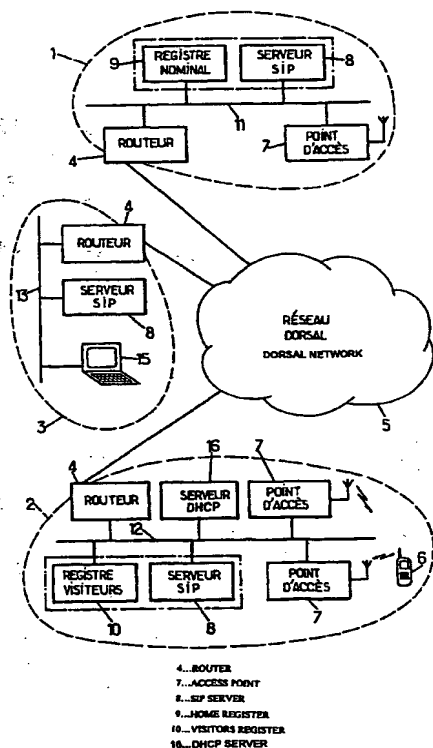 1
9
REGISTRE
NOMINAL
SERVEUR
SIP
8
11
4
ROUTEUR
7
POINT
D'ACCÈS
4
ROUTEUR
13
SERVEUR
SIP
8
15
3
RÉSEAU
DORSAL
DORSAL NETWORK
5
4
16
7
2
ROUTEUR
SERVEUR
DHCP
POINT
D'ACCÈS
12
REGISTRE
VISITEURS
SERVEUR
SIP
POINT
D'ACCÈS
6
10
8
7
4...ROUTER
7...ACCESS POINT
8...SIP SERVER
9...HOME REGISTER
10...VISITORS REGISTER
16...DHCP SERVER